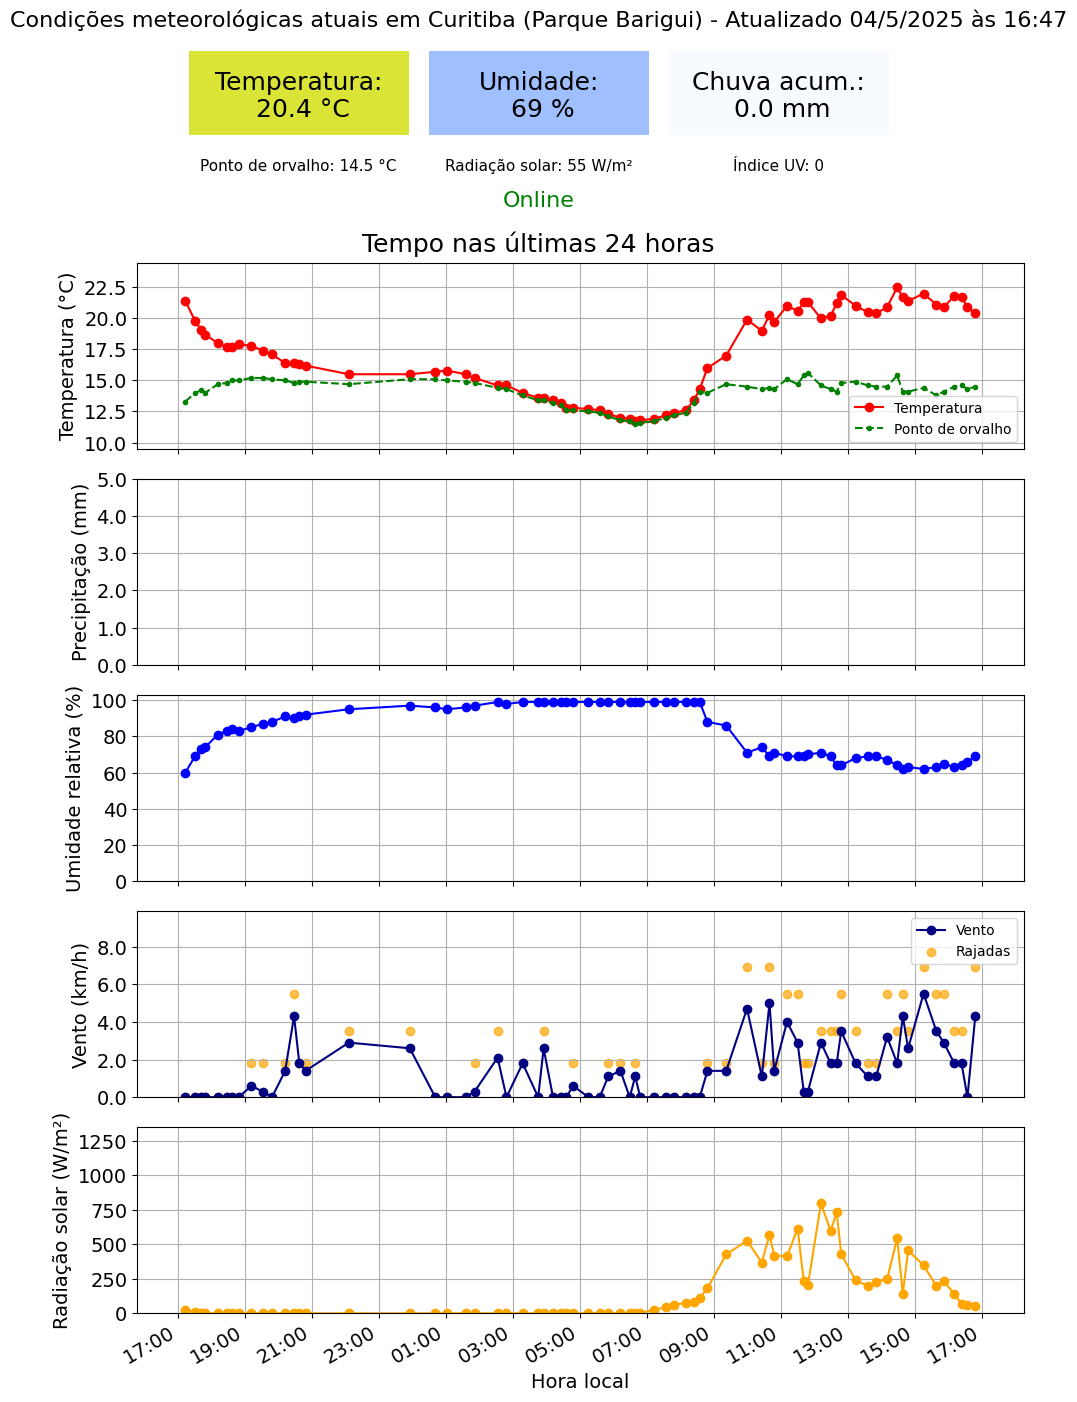 Condições meteorológicas atuais em Curitiba (Parque Barigui) - Atualizado 04/5/2025 às 16:47
Temperatura:
20.4 °C
Umidade:
69 %
Chuva acum.:
0.0 mm
Ponto de orvalho: 14.5 °C
Radiação solar: 55 W/m²
Índice UV: 0
Online
Tempo nas últimas 24 horas
Temperatura (°C)
22.5
20.0
17.5
15.0
12.5
10.0
Temperatura
Ponto de orvalho
Precipitação (mm)
5.0
4.0
3.0
2.0
1.0
0.0
Umidade relativa (%)
100
80
60
40
20
0
Vento (km/h)
8.0
6.0
4.0
2.0
0.0
Vento
Rajadas
Radiação solar (W/m²)
1250
1000
750
500
250
0
17:00
19:00
21:00
23:00
01:00
03:00
05:00
07:00
09:00
11:00
13:00
15:00
17:00
Hora local